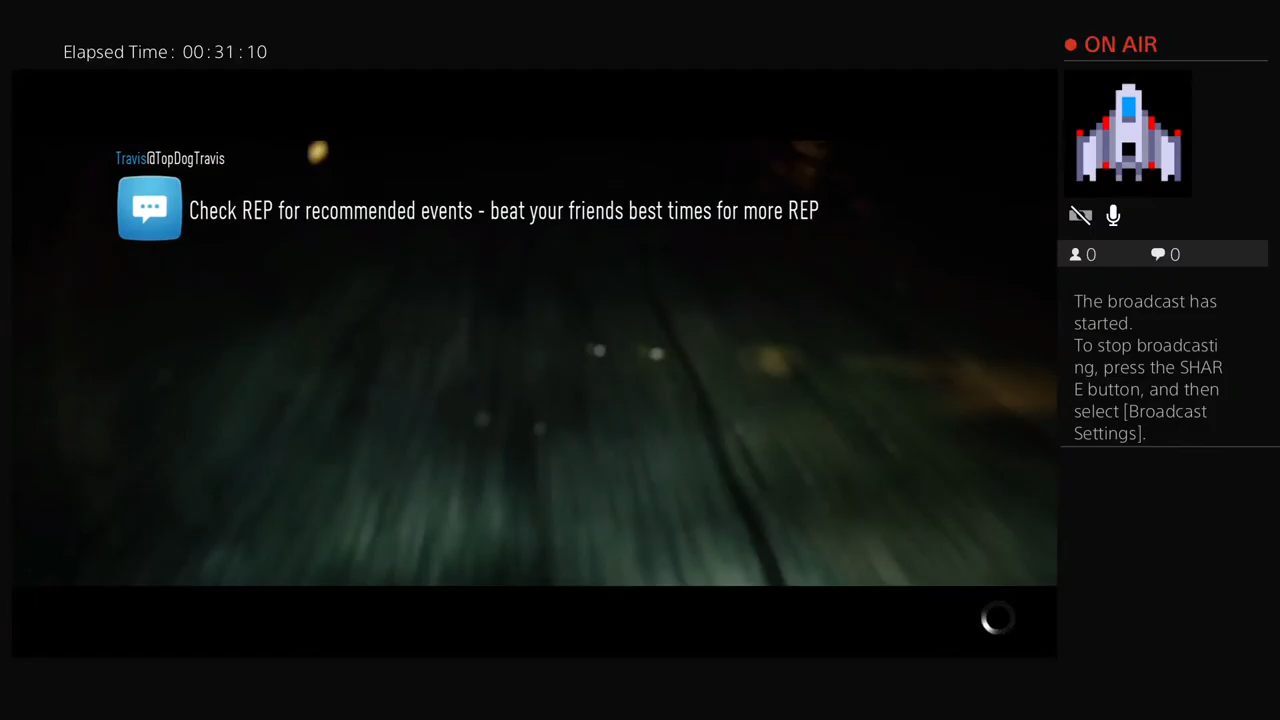 Elapsed Time: 00:31:10
ON AIR
Travis@TopDogTravis
Check REP for recommended events - beat your friends best times for more REP
0 0
The broadcast has
started.
To stop broadcasti
ng, press the SHAR
E button, and then
select [Broadcast
Settings].